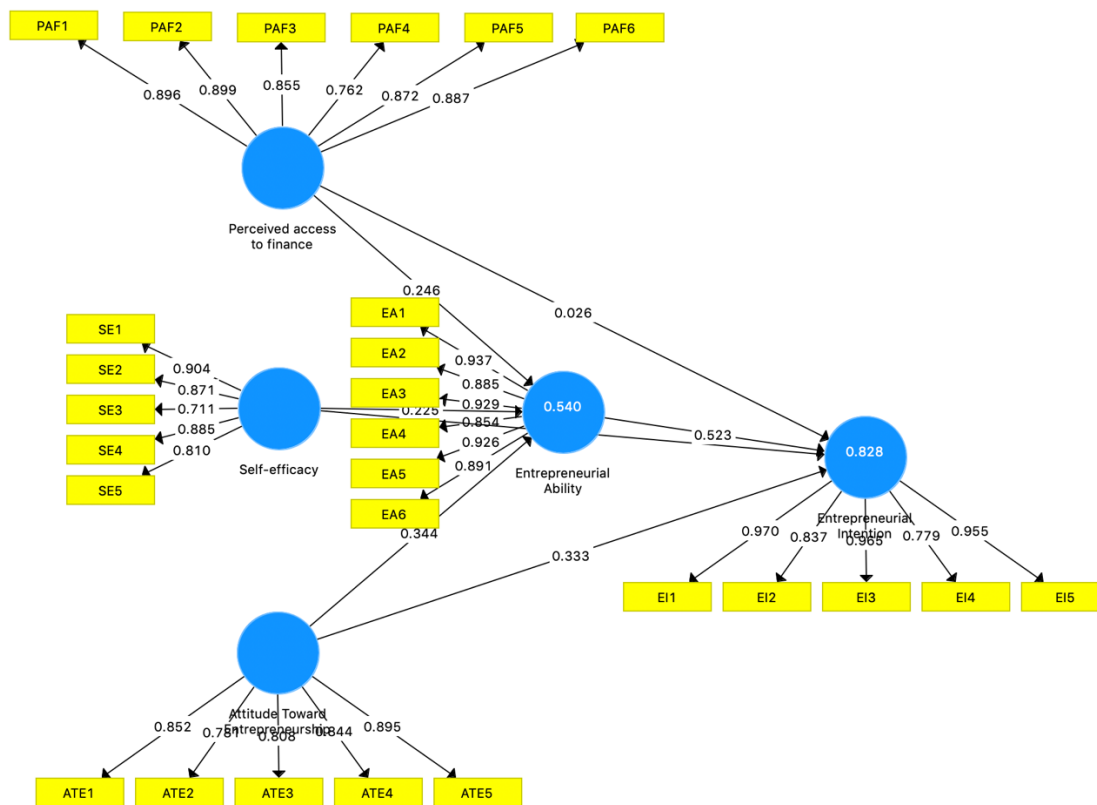 PAF1 PAF2 PAF3 PAF4 PAF5 PAF6
0.896 0.899 0.855 0.762 0.872 0.887
Perceived access
to finance
0.246
0.026
SE1
SE2
SE3
SE4
SE5
0.904
0.871
0.711
0.885
0.810
Self-efficacy
0.225
EA1
EA2
EA3
EA4
EA5
EA6
0.937
0.885
0.929
0.854
0.926
0.891
0.540
Entrepreneurial
Ability
0.523
0.828
Entrepreneurial
Intention
0.344
0.333
0.970 0.837 0.965 0.779 0.955
EI1 EI2 EI3 EI4 EI5
Attitude Toward
Entrepreneurship
0.852 0.808 0.844 0.895
ATE1 ATE2 ATE3 ATE4 ATE5